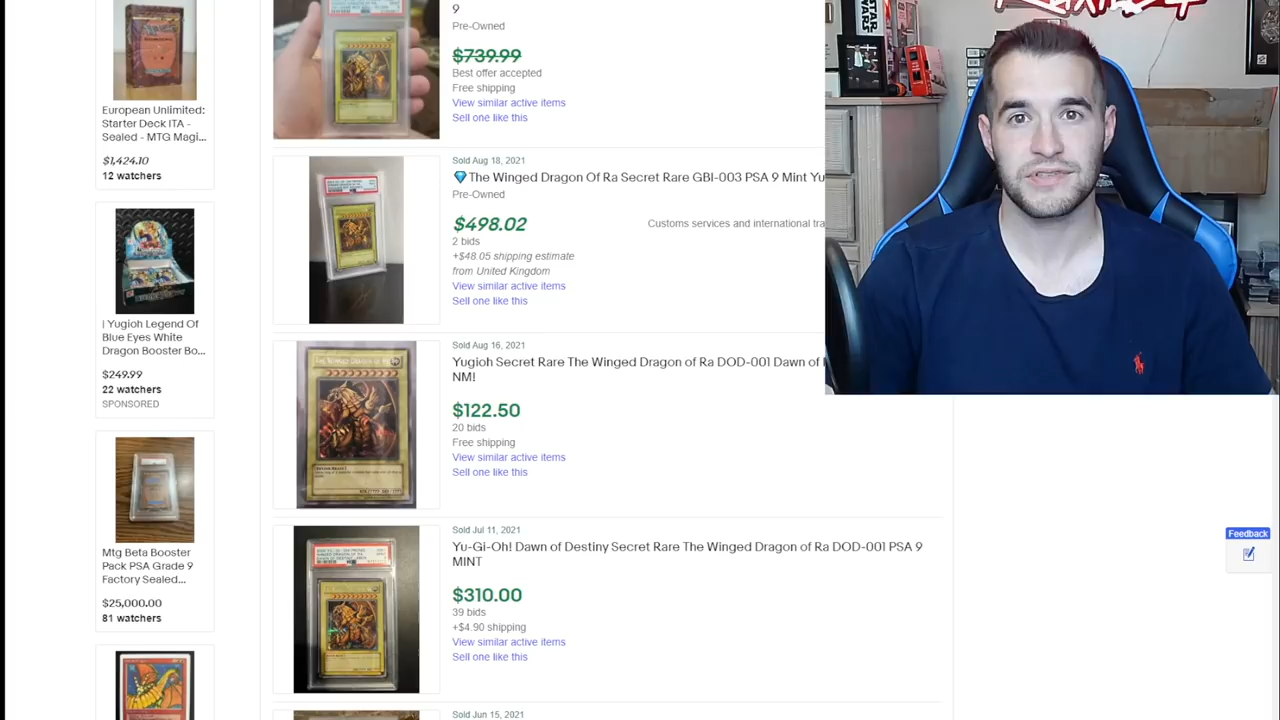 European Unlimited:
Starter Deck ITA -
Sealed - MTG Magi...
$1,424.10
12 watchers
| Yugioh Legend Of
Blue Eyes White
Dragon Booster Bo...
$249.99
22 watchers
SPONSORED
Mtg Beta Booster
Pack PSA Grade 9
Factory Sealed...
$25,000.00
81 watchers
9
Pre-Owned
$739.99
Best offer accepted
Free shipping
View similar active items
Sell one like this
Sold Aug 18, 2021
💎The Winged Dragon Of Ra Secret Rare GBI-003 PSA 9 Mint Yu
Pre-Owned
$498.02
Customs services and international tra
2 bids
+$48.05 shipping estimate
from United Kingdom
View similar active items
Sell one like this
Sold Aug 16, 2021
Yugioh Secret Rare The Winged Dragon of Ra DOD-001 Dawn of
NM!
$122.50
20 bids
Free shipping
View similar active items
Sell one like this
Sold Jul 11, 2021
Yu-Gi-Oh! Dawn of Destiny Secret Rare The Winged Dragon of Ra DOD-001 PSA 9
MINT
$310.00
39 bids
+$4.90 shipping
View similar active items
Sell one like this
Sold Jun 15, 2021
STAR
WARS
Feedback